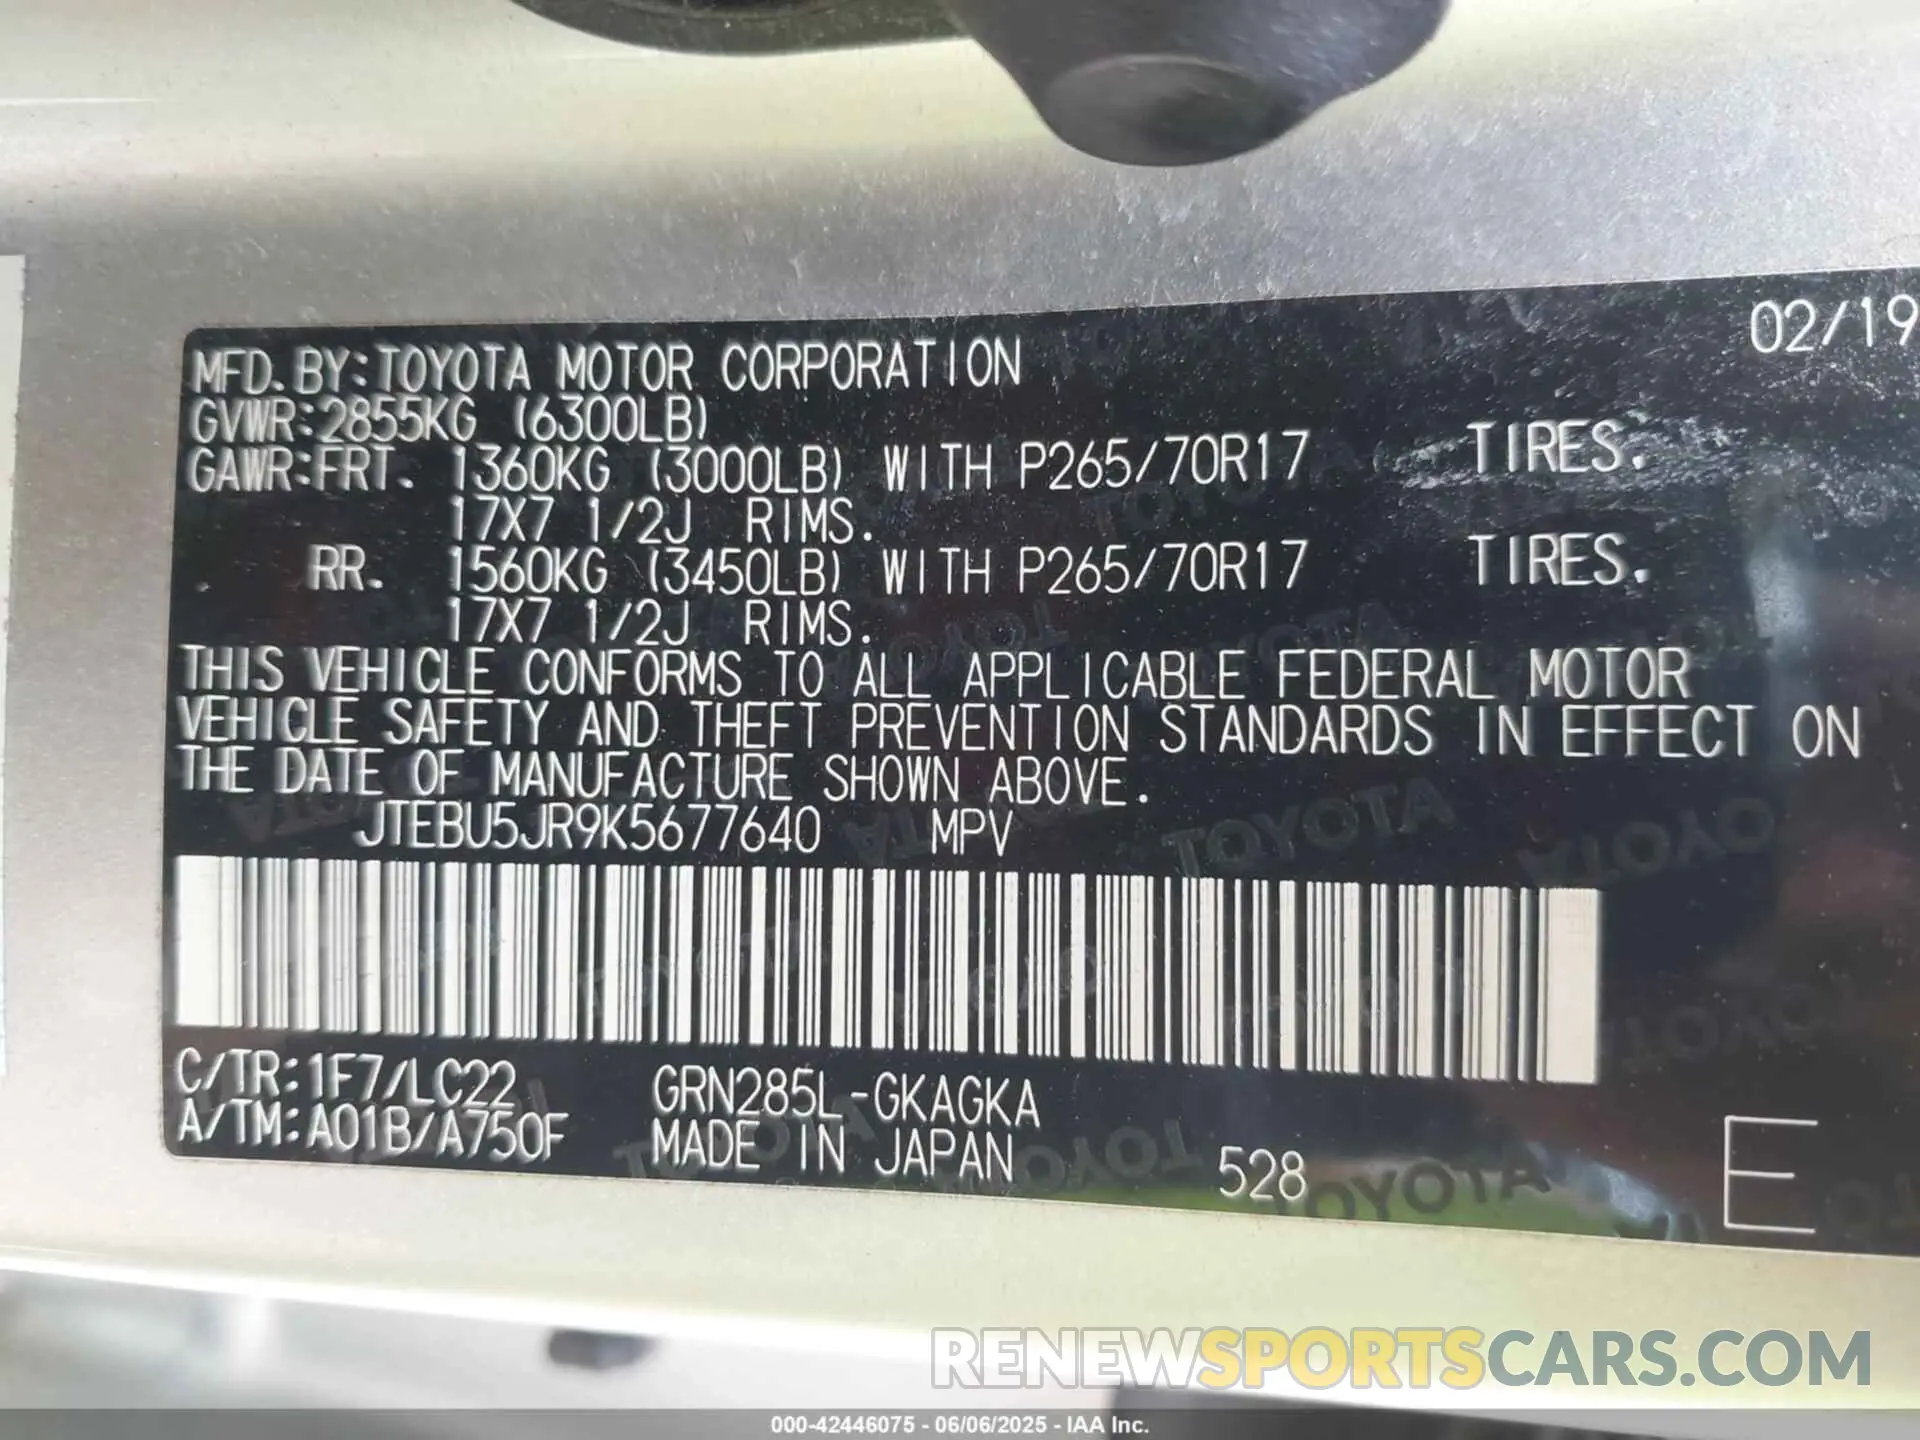 02/19
MFD. BY: TOYOTA MOTOR CORPORATION
GVWR: 2855KG (6300LB)
GAWR: FRT. 1360KG (3000LB) WITH P265/70R17 TIRES.
17X7 1/2J RIMS.
RR. 1560KG (3450LB) WITH P265/70R17 TIRES.
17X7 1/2J RIMS.
THIS VEHICLE CONFORMS TO ALL APPLICABLE FEDERAL MOTOR
VEHICLE SAFETY AND THEFT PREVENTION STANDARDS IN EFFECT ON
THE DATE OF MANUFACTURE SHOWN ABOVE.
JTEBU5JR9K5677640 MPV
C/TR: 1F7/LC22 GRN285L-GKAGKA
A/TM: A01B/A750F MADE IN JAPAN 528 E
RENEWSPORTSCARS.COM
000-42446075 - 06/06/2025 - IAA Inc.